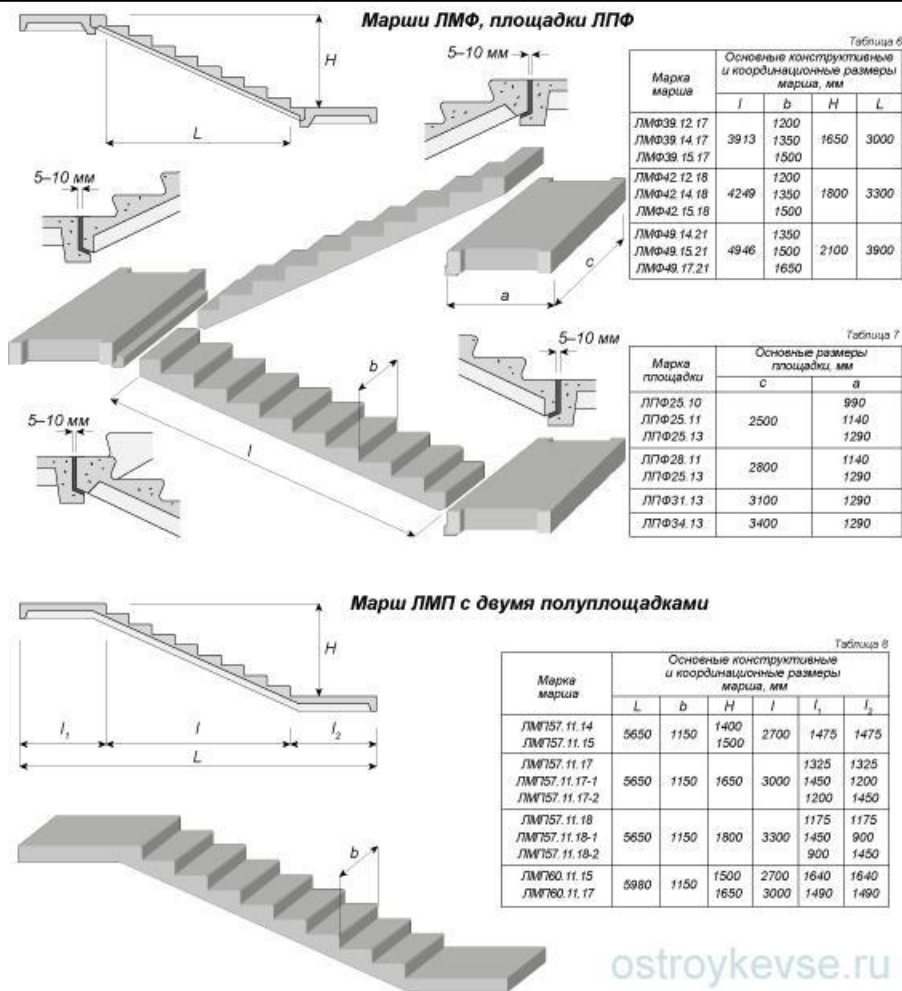 Марши ЛМФ, площадки ЛПФ
H
L
5–10 мм
5–10 мм
Таблица 6
Марка марша
Основные конструктивные и координационные размеры марша, мм
l b H L
ЛМФ39.12.17 1200
ЛМФ39.14.17 3913 1350 1650 3000
ЛМФ39.15.17 1500
ЛМФ42.12.18 1200
ЛМФ42.14.18 4249 1350 1800 3300
ЛМФ42.15.18 1500
ЛМФ49.14.21 1350
ЛМФ49.15.21 4946 1500 2100 3900
ЛМФ49.17.21 1650
a
c
b
l
5–10 мм
5–10 мм
Таблица 7
Марка площадки
Основные размеры площадки, мм
c a
ЛПФ25.10 990
ЛПФ25.11 2500 1140
ЛПФ25.13 1290
ЛПФ28.11 2800 1140
ЛПФ25.13 1290
ЛПФ31.13 3100 1290
ЛПФ34.13 3400 1290
Марш ЛМП с двумя полуплощадками
H
l₁ l l₂
L
b
Таблица 8
Марка марша
Основные конструктивные и координационные размеры марша, мм
L b H l l₁ l₂
ЛМП57.11.14 5650 1150 1400 2700 1475 1475
ЛМП57.11.15 1500
ЛМП57.11.17 1325 1325
ЛМП57.11.17-1 5650 1150 1650 3000 1450 1200
ЛМП57.11.17-2 1200 1450
ЛМП57.11.18 1175 1175
ЛМП57.11.18-1 5650 1150 1800 3300 1450 900
ЛМП57.11.18-2 900 1450
ЛМП60.11.15 5980 1150 1500 2700 1640 1640
ЛМП60.11.17 1650 3000 1490 1490
ostroykevse.ru